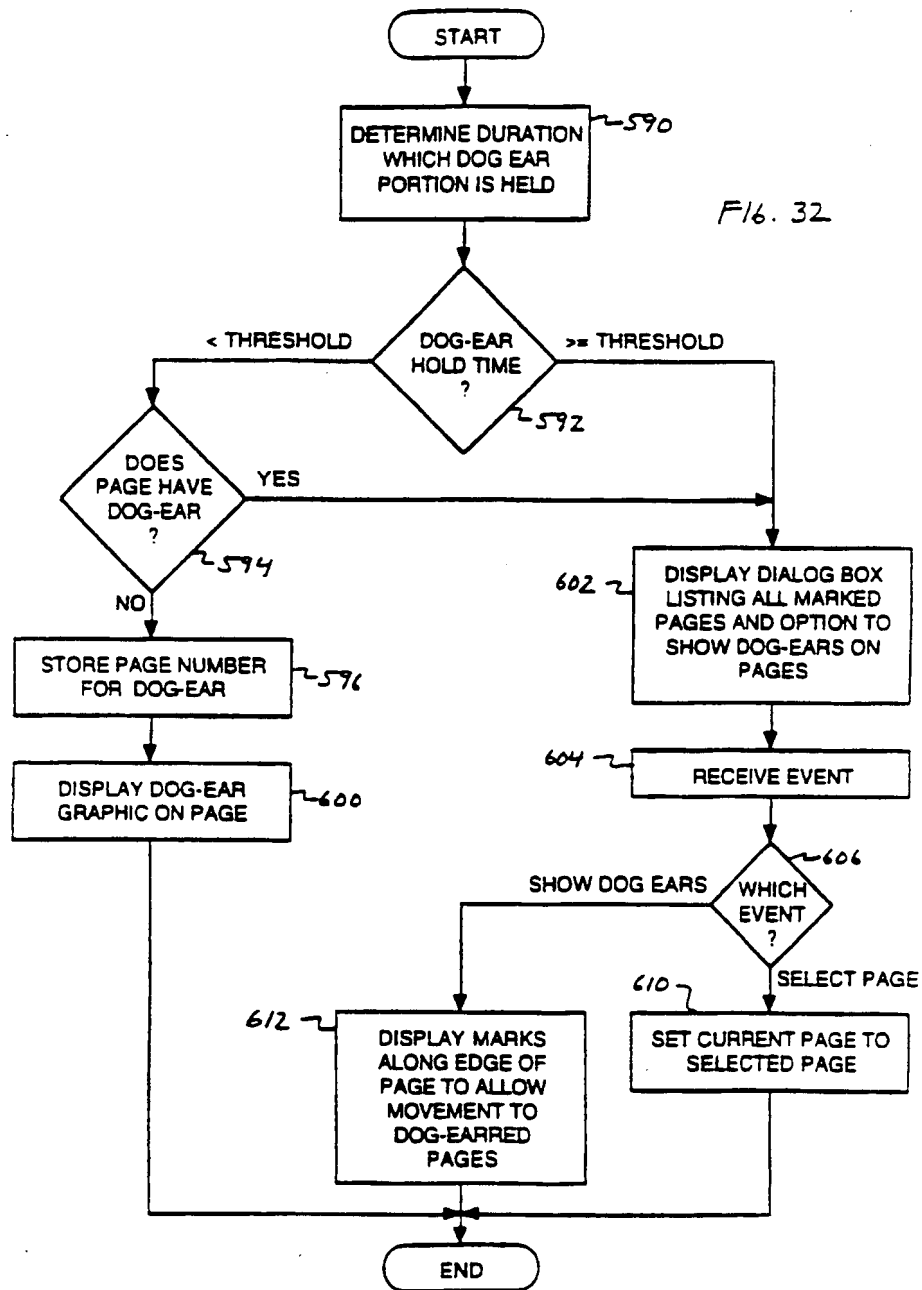 START
590
DETERMINE DURATION
WHICH DOG EAR
PORTION IS HELD
FIG. 32
< THRESHOLD
DOG-EAR
HOLD TIME
?
>= THRESHOLD
592
DOES
PAGE HAVE
DOG-EAR
?
YES
594
NO
602
DISPLAY DIALOG BOX
LISTING ALL MARKED
PAGES AND OPTION TO
SHOW DOG-EARS ON
PAGES
STORE PAGE NUMBER
FOR DOG-EAR
596
604
RECEIVE EVENT
DISPLAY DOG-EAR
GRAPHIC ON PAGE
600
606
SHOW DOG EARS
WHICH
EVENT
?
SELECT PAGE
610
SET CURRENT PAGE TO
SELECTED PAGE
612
DISPLAY MARKS
ALONG EDGE OF
PAGE TO ALLOW
MOVEMENT TO
DOG-EARRED
PAGES
END